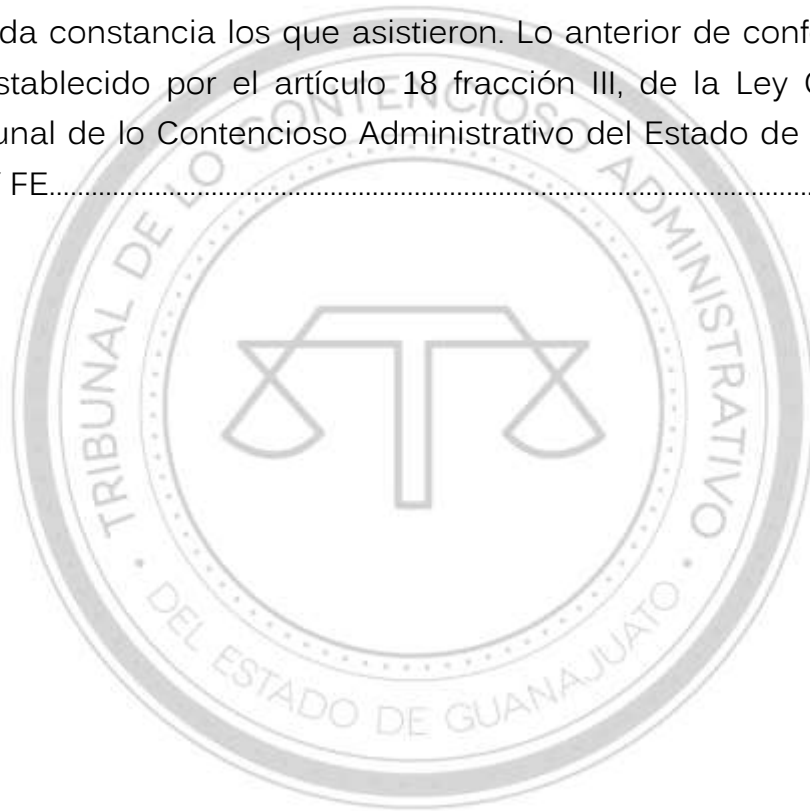 da constancia los que asistieron. Lo anterior de conf
stablecido por el artículo 18 fracción III, de la Ley
unal de lo Contencioso Administrativo del Estado de
FE
TRIBUNAL DE LO CONTENCIOSO ADMINISTRATIVO
• DEL ESTADO DE GUANAJUATO •